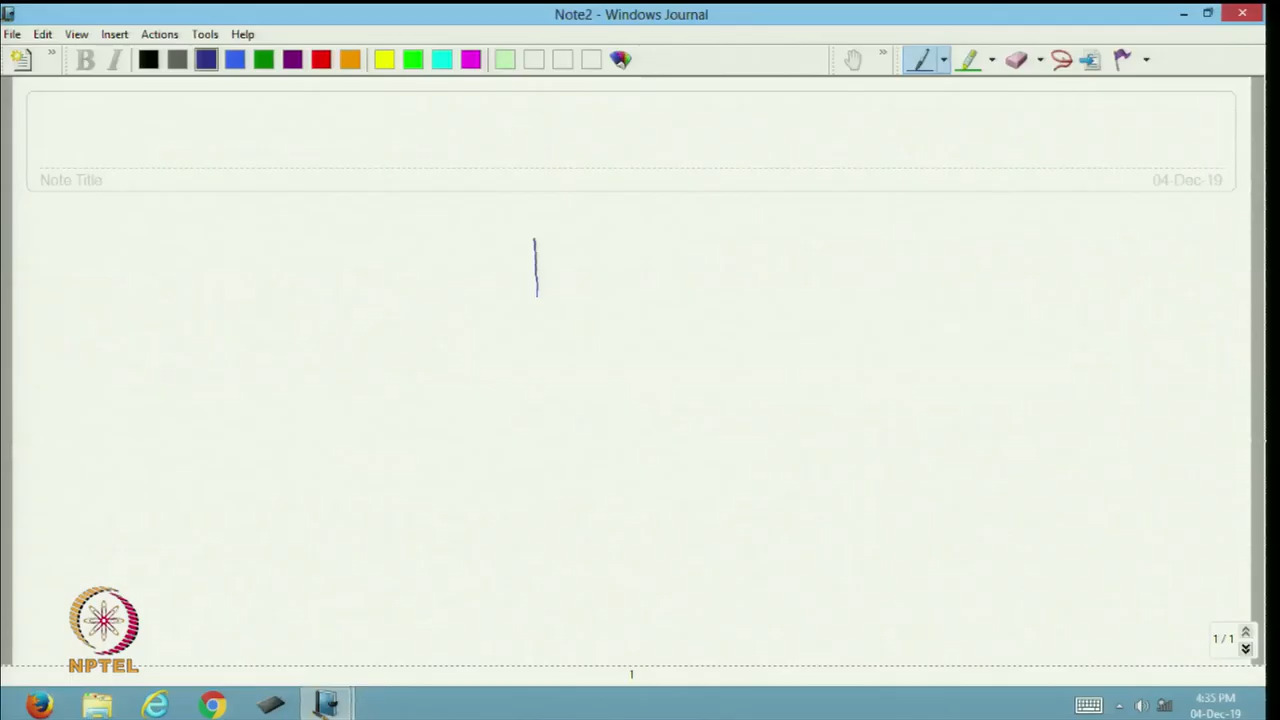 Note2 - Windows Journal
File Edit View Insert Actions Tools Help
B I
Note Title
04-Dec-19
NPTEL
1 / 1
1
4:35 PM
04-Dec-19